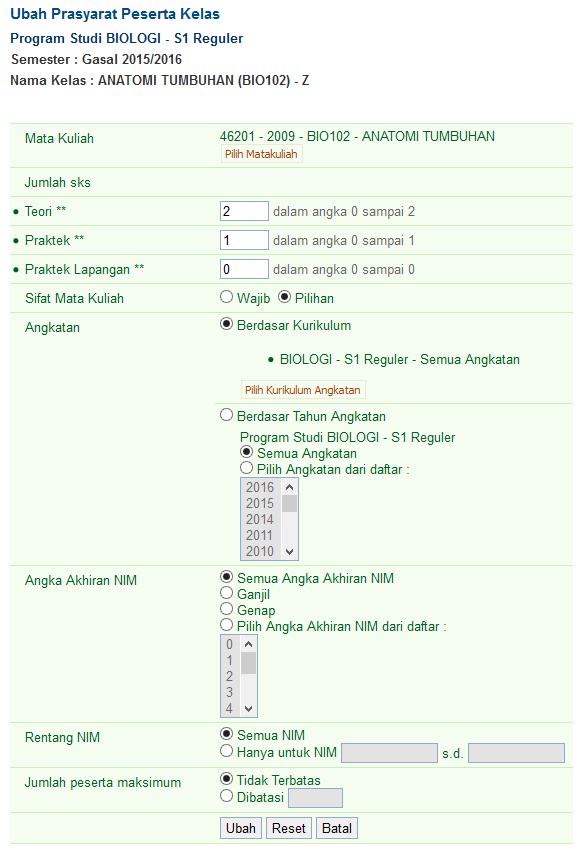 Ubah Prasyarat Peserta Kelas
Program Studi BIOLOGI - S1 Reguler
Semester : Gasal 2015/2016
Nama Kelas : ANATOMI TUMBUHAN (BIO102) - Z
Mata Kuliah
46201 - 2009 - BIO102 - ANATOMI TUMBUHAN
Pilih Matakuliah
Jumlah sks
Teori ** 2 dalam angka 0 sampai 2
Praktek ** 1 dalam angka 0 sampai 1
Praktek Lapangan ** 0 dalam angka 0 sampai 0
Sifat Mata Kuliah Wajib Pilihan
Angkatan Berdasar Kurikulum
• BIOLOGI - S1 Reguler - Semua Angkatan
Pilih Kurikulum Angkatan
Berdasar Tahun Angkatan
Program Studi BIOLOGI - S1 Reguler
Semua Angkatan
Pilih Angkatan dari daftar :
2016
2015
2014
2011
2010
Angka Akhiran NIM Semua Angka Akhiran NIM
Ganjil
Genap
Pilih Angka Akhiran NIM dari daftar :
0
1
2
3
4
Rentang NIM Semua NIM
Hanya untuk NIM s.d.
Jumlah peserta maksimum Tidak Terbatas
Dibatasi
Ubah Reset Batal